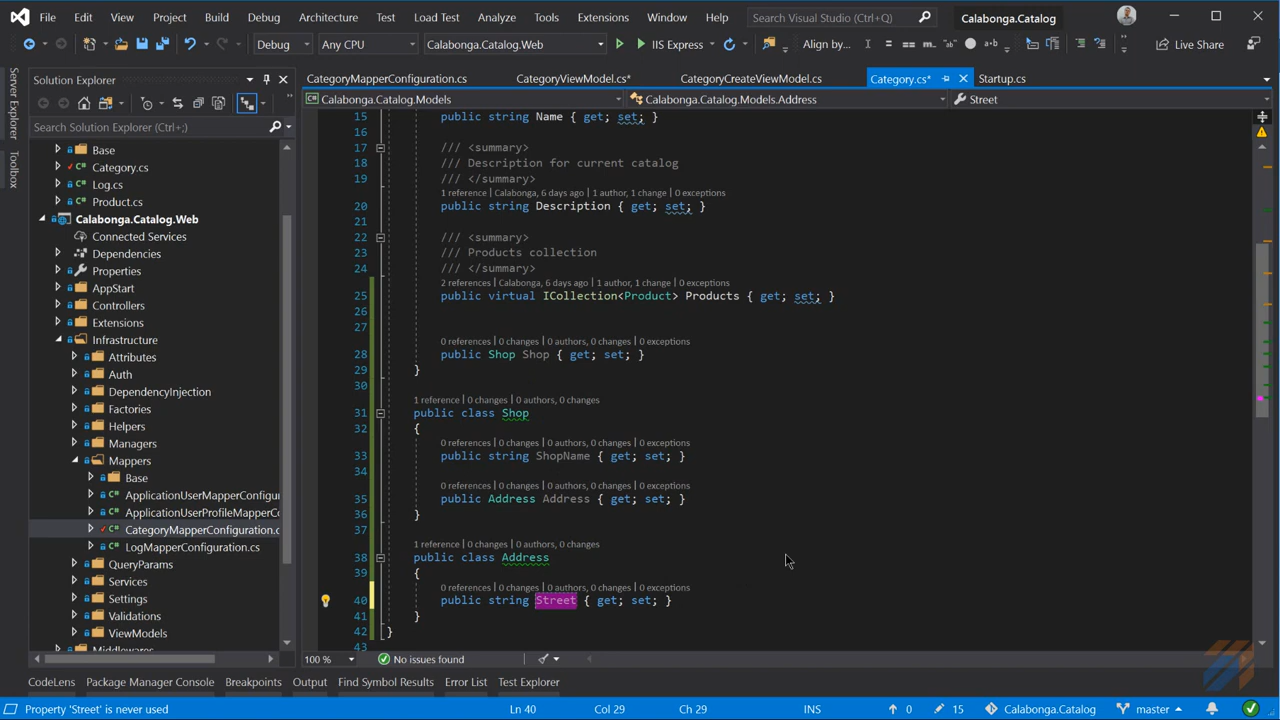 File Edit View Project Build Debug Architecture Test Load Test Analyze Tools Extensions Window Help Search Visual Studio (Ctrl+Q) Calabonga.Catalog
Debug Any CPU Calabonga.Catalog.Web IIS Express Align by... Live Share
Server Explorer
Toolbox
Solution Explorer
Search Solution Explorer (Ctrl+;)
Base
C# Category.cs
C# Log.cs
C# Product.cs
Calabonga.Catalog.Web
Connected Services
Dependencies
Properties
AppStart
Controllers
Extensions
Infrastructure
Attributes
Auth
DependencyInjection
Factories
Helpers
Managers
Mappers
Base
C# ApplicationUserMapperConfigu
C# ApplicationUserProfileMapperC
C# CategoryMapperConfiguration.c
C# LogMapperConfiguration.cs
QueryParams
Services
Settings
Validations
ViewModels
Middlewares
CategoryMapperConfiguration.cs CategoryViewModel.cs* CategoryCreateViewModel.cs Category.cs* Startup.cs
Calabonga.Catalog.Models Calabonga.Catalog.Models.Address Street
15 public string Name { get; set; }
16
17 /// <summary>
18 /// Description for current catalog
19 /// </summary>
1 reference | Calabonga, 6 days ago | 1 author, 1 change | 0 exceptions
20 public string Description { get; set; }
21
22 /// <summary>
23 /// Products collection
24 /// </summary>
2 references | Calabonga, 6 days ago | 1 author, 1 change | 0 exceptions
25 public virtual ICollection<Product> Products { get; set; }
26
27
0 references | 0 changes | 0 authors, 0 changes | 0 exceptions
28 public Shop Shop { get; set; }
29 }
30
1 reference | 0 changes | 0 authors, 0 changes
31 public class Shop
32 {
0 references | 0 changes | 0 authors, 0 changes | 0 exceptions
33 public string ShopName { get; set; }
34
0 references | 0 changes | 0 authors, 0 changes | 0 exceptions
35 public Address Address { get; set; }
36 }
37
1 reference | 0 changes | 0 authors, 0 changes
38 public class Address
39 {
0 references | 0 changes | 0 authors, 0 changes | 0 exceptions
40 public string Street { get; set; }
41 }
42 }
43
100 % No issues found
CodeLens Package Manager Console Breakpoints Output Find Symbol Results Error List Test Explorer
Property 'Street' is never used Ln 40 Col 29 Ch 29 INS 0 15 Calabonga.Catalog master